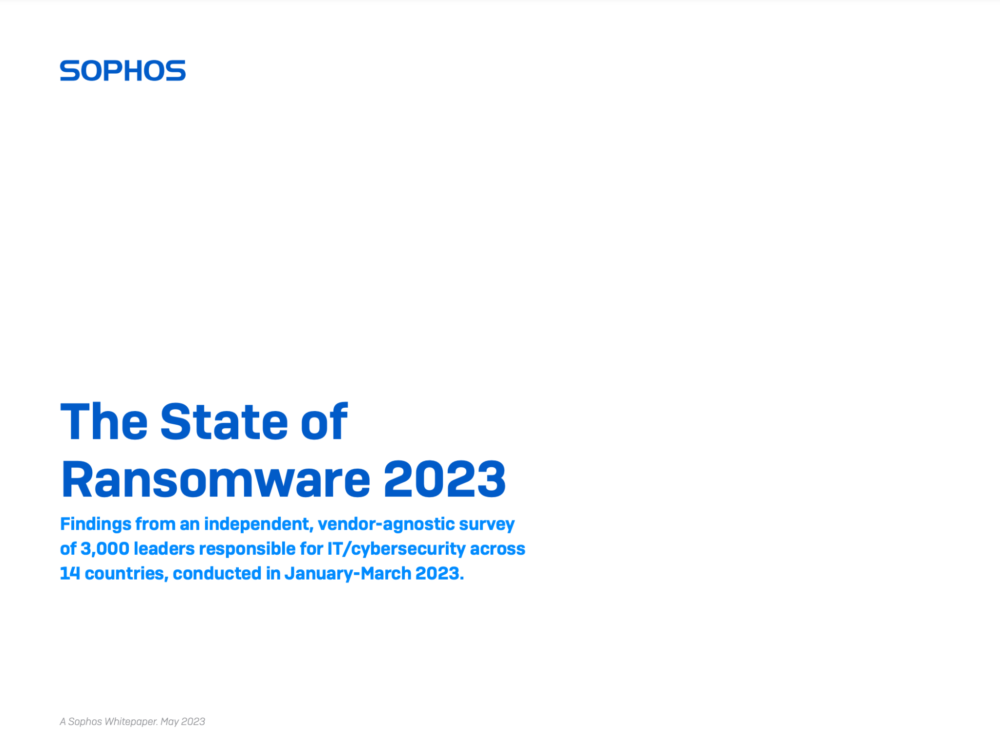 SOPHOS
The State of
Ransomware 2023
Findings from an independent, vendor-agnostic survey
of 3,000 leaders responsible for IT/cybersecurity across
14 countries, conducted in January-March 2023.
A Sophos Whitepaper. May 2023